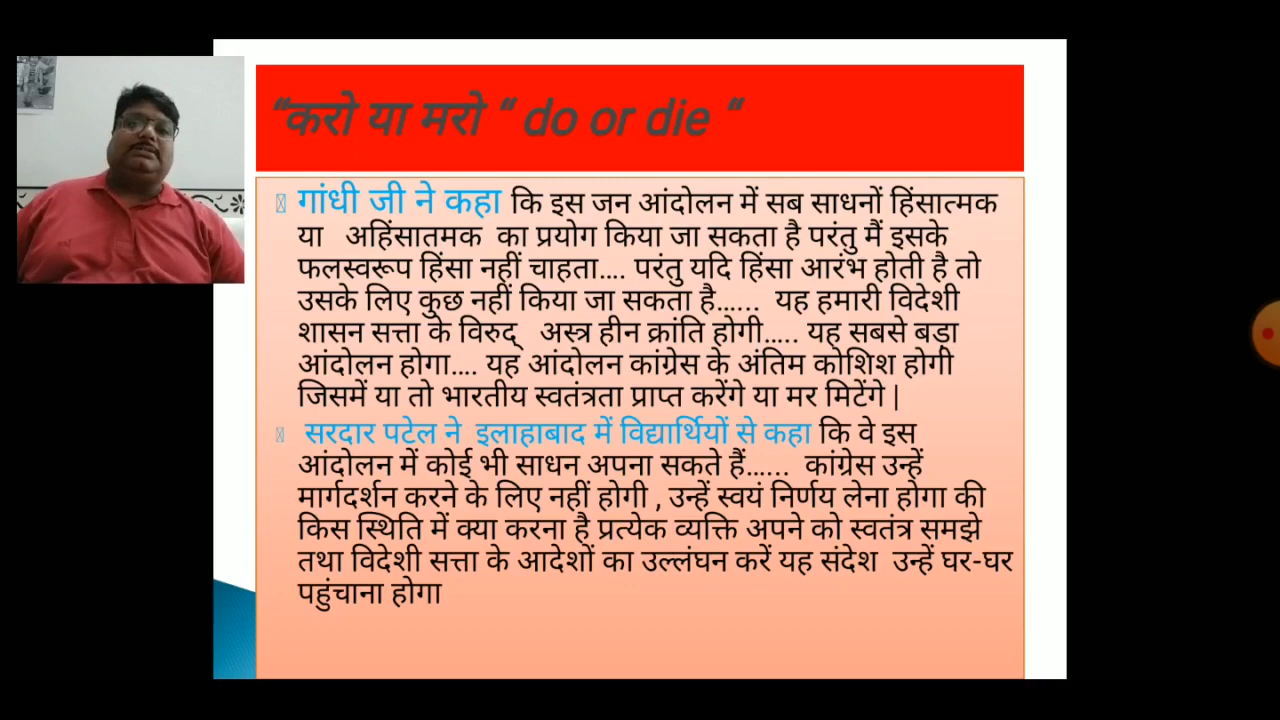 “करो या मरो “ do or die “
गांधी जी ने कहा कि इस जन आंदोलन में सब साधनों हिंसात्मक
या अहिंसातमक का प्रयोग किया जा सकता है परंतु मैं इसके
फलस्वरूप हिंसा नहीं चाहता…. परंतु यदि हिंसा आरंभ होती है तो
उसके लिए कुछ नहीं किया जा सकता है…... यह हमारी विदेशी
शासन सत्ता के विरुद् अस्त्र हीन क्रांति होगी….. यह सबसे बड़ा
आंदोलन होगा…. यह आंदोलन कांग्रेस के अंतिम कोशिश होगी
जिसमें या तो भारतीय स्वतंत्रता प्राप्त करेंगे या मर मिटेंगे |
सरदार पटेल ने इलाहाबाद में विद्यार्थियों से कहा कि वे इस
आंदोलन में कोई भी साधन अपना सकते हैं…... कांग्रेस उन्हें
मार्गदर्शन करने के लिए नहीं होगी , उन्हें स्वयं निर्णय लेना होगा की
किस स्थिति में क्या करना है प्रत्येक व्यक्ति अपने को स्वतंत्र समझे
तथा विदेशी सत्ता के आदेशों का उल्लंघन करें यह संदेश उन्हें घर-घर
पहुंचाना होगा